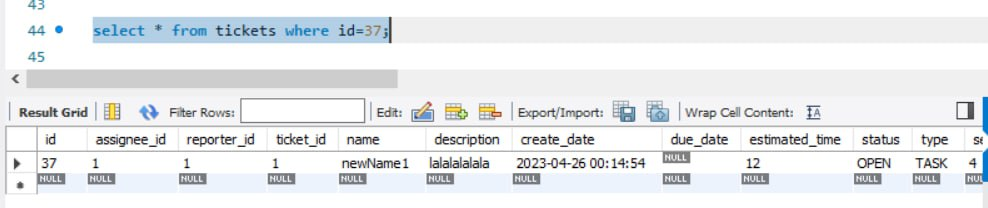 43
44 select * from tickets where id=37;
45
Result Grid Filter Rows: Edit: Export/Import: Wrap Cell Content: IA
id assignee_id reporter_id ticket_id name description create_date due_date estimated_time status type se
37 1 1 1 newName1 lalalalalala 2023-04-26 00:14:54 NULL 12 OPEN TASK 4
NULL NULL NULL NULL NULL NULL NULL NULL NULL NULL NULL NULL